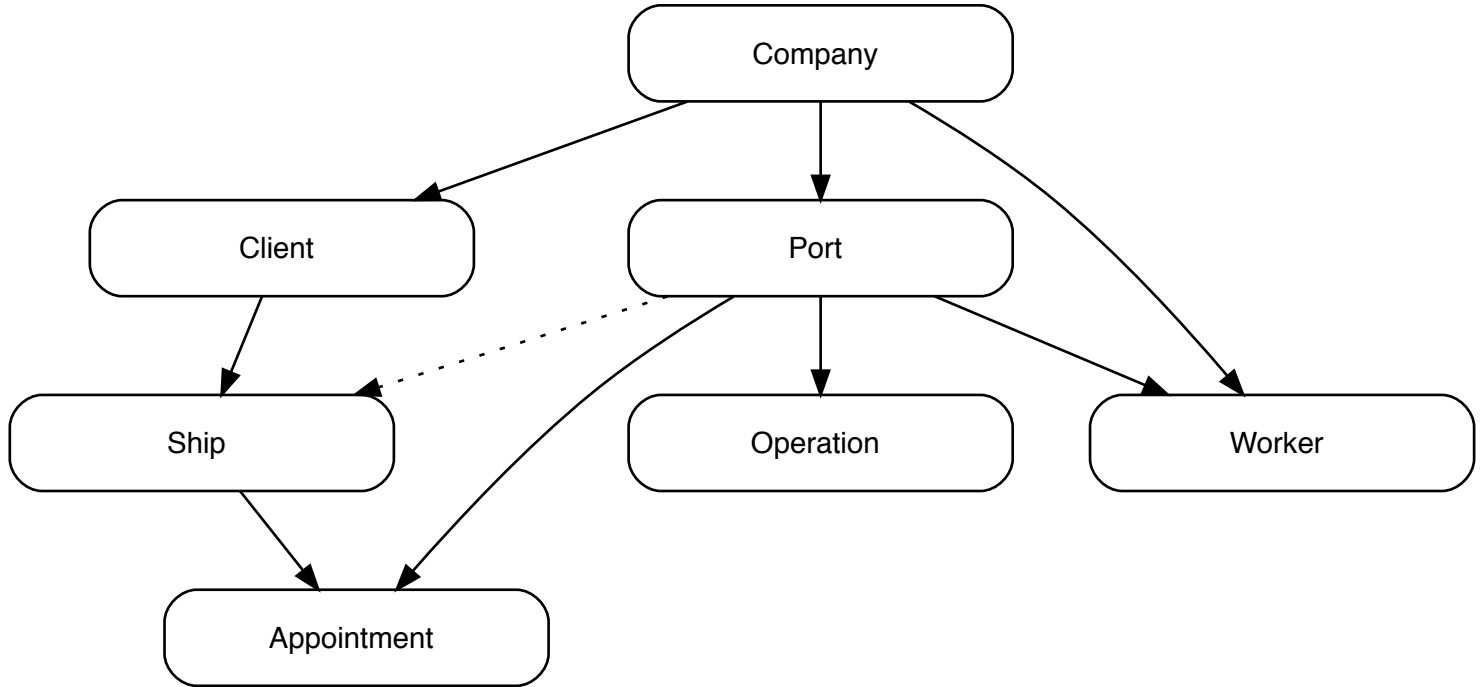 Company
Client
Port
Ship
Operation
Worker
Appointment